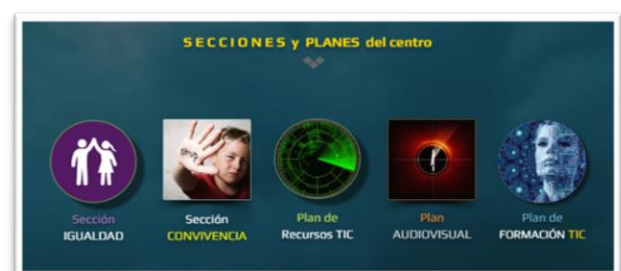 SECCIONES y PLANES del centro
Sección
IGUALDAD
Sección
CONVIVENCIA
Plan de
Recursos TIC
Plan
AUDIOVISUAL
Plan de
FORMACIÓN TIC